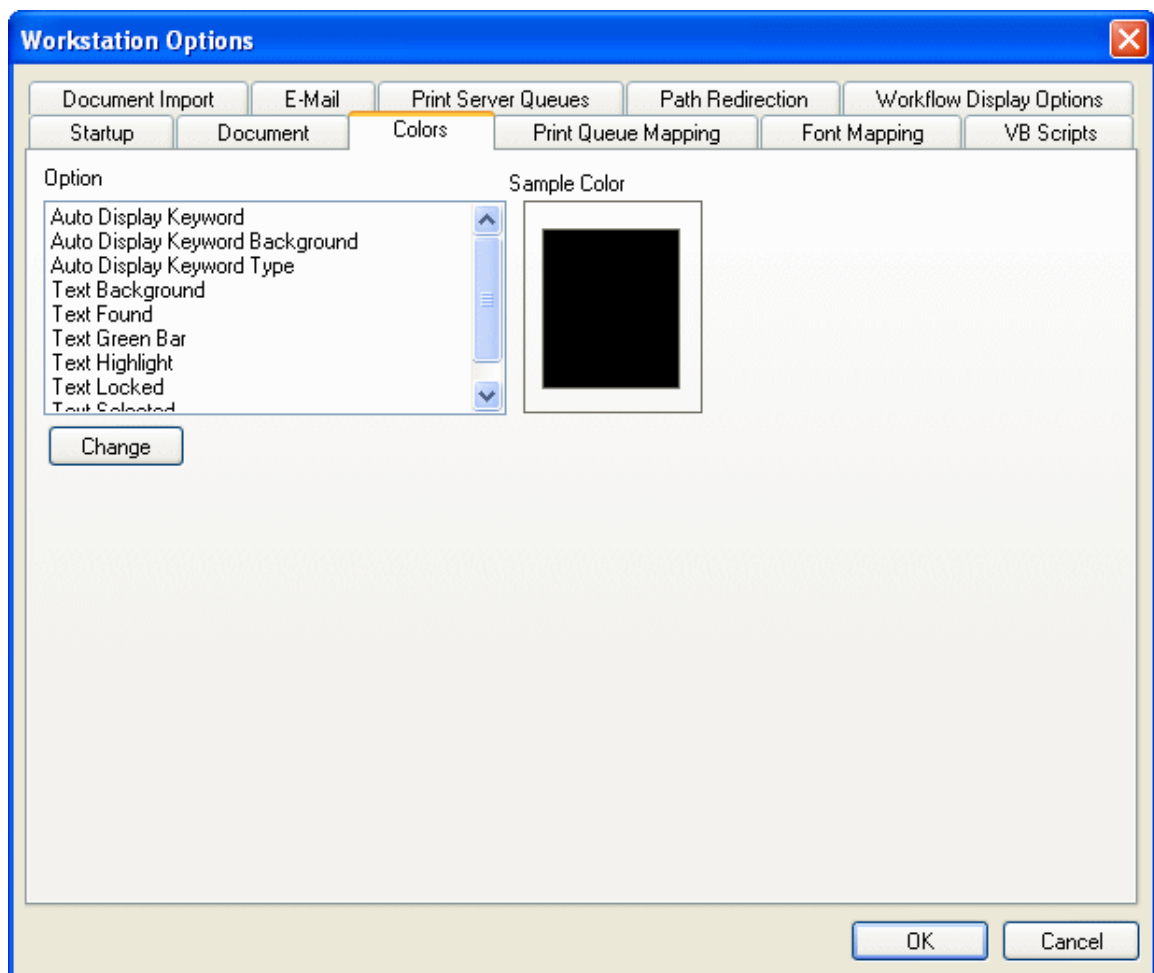 Workstation Options
Document Import E-Mail Print Server Queues Path Redirection Workflow Display Options
Startup Document Colors Print Queue Mapping Font Mapping VB Scripts
Option Sample Color
Auto Display Keyword
Auto Display Keyword Background
Auto Display Keyword Type
Text Background
Text Found
Text Green Bar
Text Highlight
Text Locked
Text Selected
Change
OK Cancel